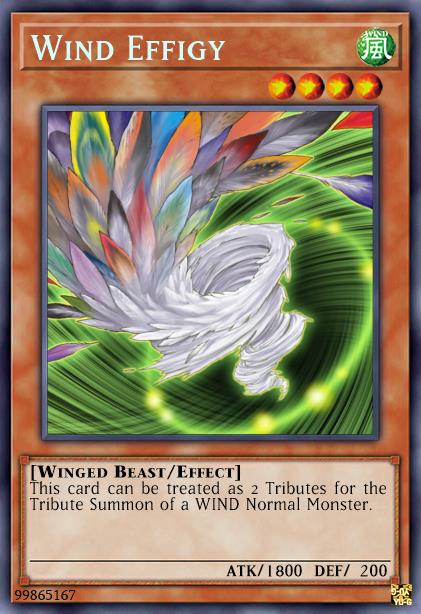 WIND EFFIGY
WIND
風
[WINGED BEAST/EFFECT]
This card can be treated as 2 Tributes for the
Tribute Summon of a WIND Normal Monster.
ATK/1800 DEF/ 200
99865167